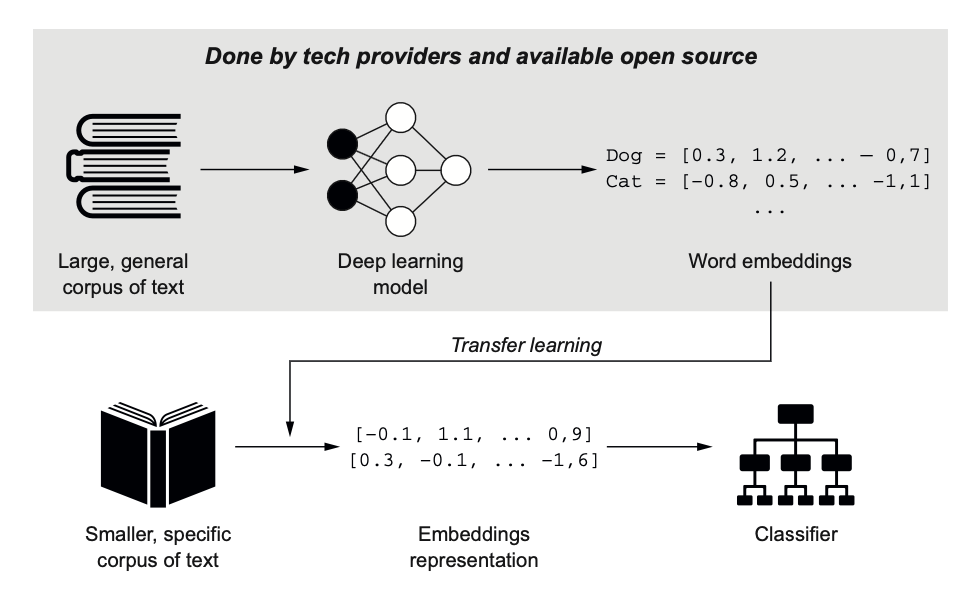 Done by tech providers and available open source
Dog = [0.3, 1.2, ... — 0,7]
Cat = [-0.8, 0.5, ... -1,1]
...
Large, general
corpus of text
Deep learning
model
Word embeddings
Transfer learning
[-0.1, 1.1, ... 0,9]
[0.3, -0.1, ... -1,6]
Smaller, specific
corpus of text
Embeddings
representation
Classifier